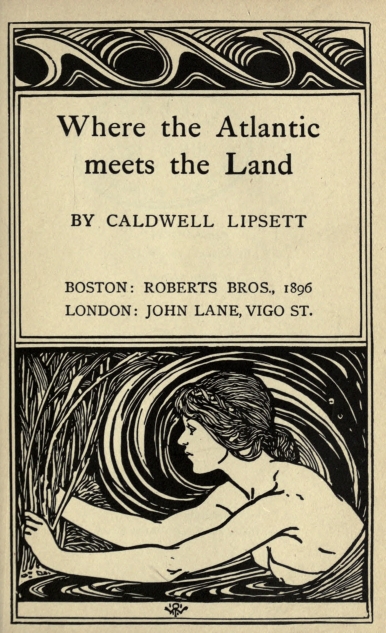 Where the Atlantic
meets the Land
BY CALDWELL LIPSETT
BOSTON: ROBERTS BROS., 1896
LONDON: JOHN LANE, VIGO ST.